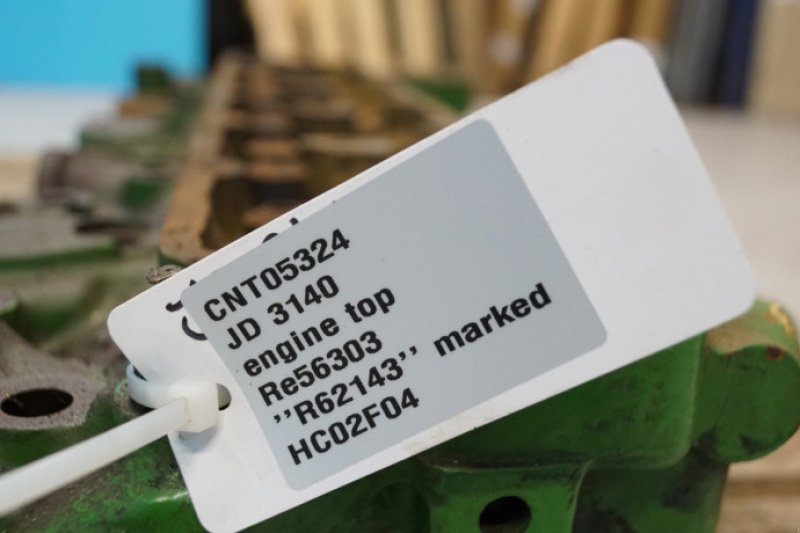 CNT05324
JD 3140
engine top
Re56303
"R62143" marked
HC02F04